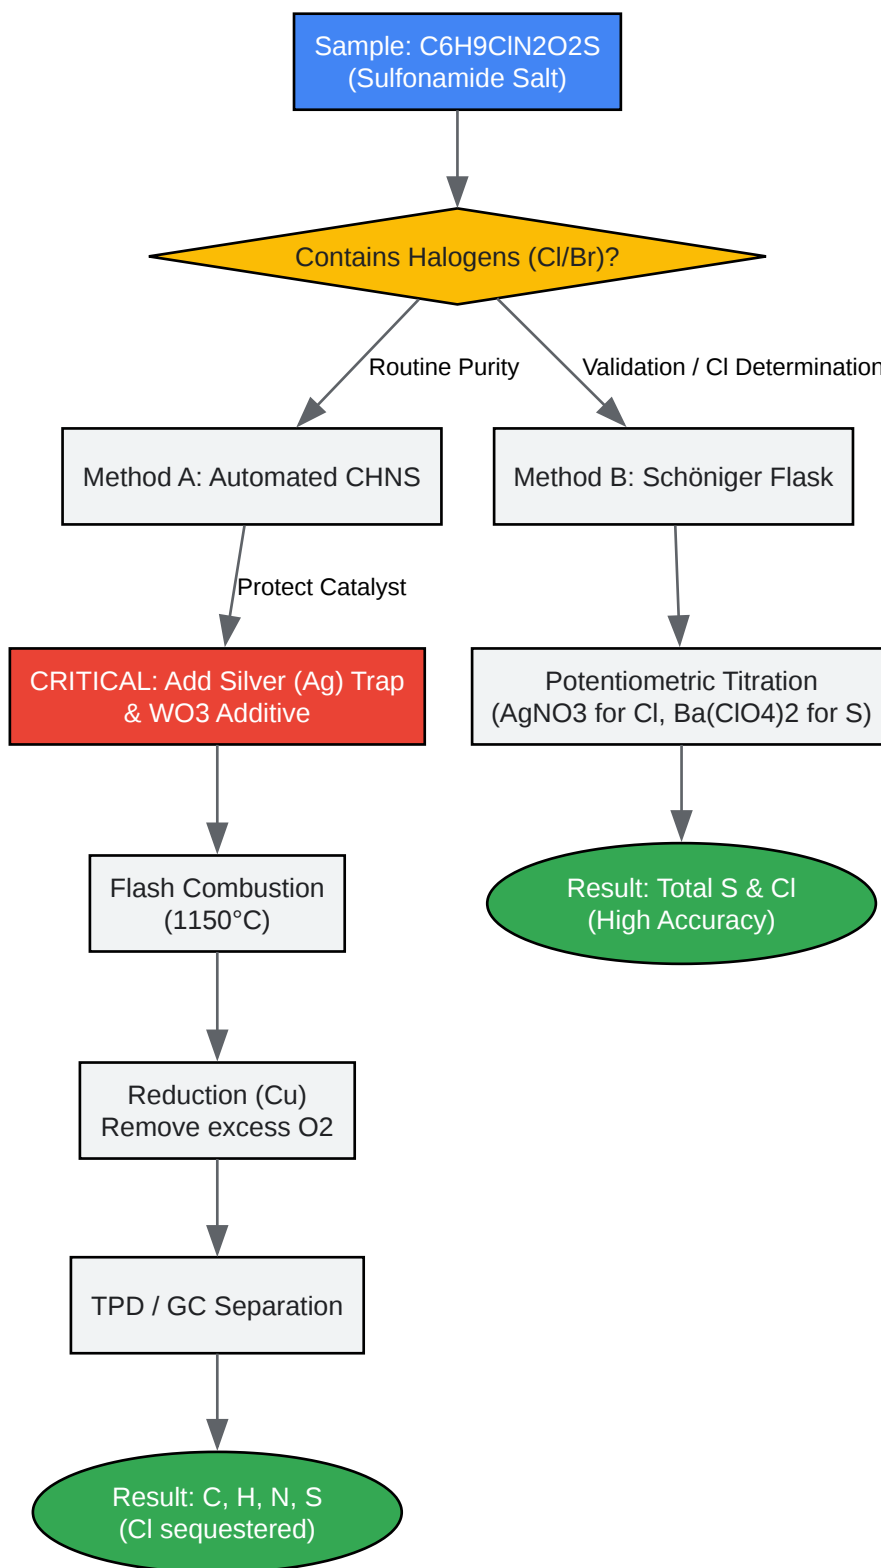 Sample: C6H9ClN2O2S
(Sulfonamide Salt)
Contains Halogens (Cl/Br)?
Routine Purity
Validation / Cl Determination
Method A: Automated CHNS
Method B: Schöniger Flask
Protect Catalyst
CRITICAL: Add Silver (Ag) Trap
& WO3 Additive
Potentiometric Titration
(AgNO3 for Cl, Ba(ClO4)2 for S)
Flash Combustion
(1150°C)
Result: Total S & Cl
(High Accuracy)
Reduction (Cu)
Remove excess O2
TPD / GC Separation
Result: C, H, N, S
(Cl sequestered)